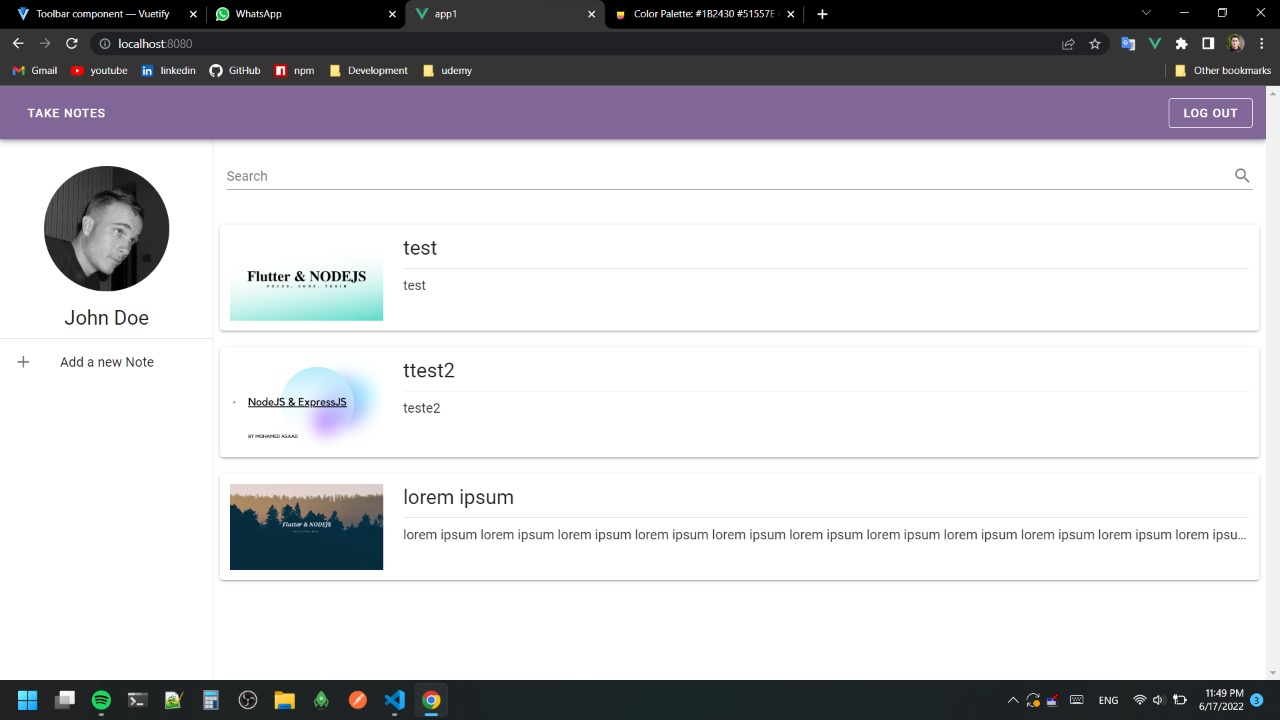 Toolbar component — Vuetify
WhatsApp
app1
Color Palette: #1B2430 #51557E
localhost:8080
Gmail
youtube
linkedin
GitHub
npm
Development
udemy
Other bookmarks
TAKE NOTES
LOG OUT
John Doe
Add a new Note
Search
test
Flutter & NODEJS
test
ttest2
NodeJS & ExpressJS
BY MOHAMED ASAAD
teste2
lorem ipsum
Flutter & NODEJS
lorem ipsum lorem ipsum lorem ipsum lorem ipsum lorem ipsum lorem ipsum lorem ipsum lorem ipsum lorem ipsum lorem ipsum lorem ipsu...
ENG
11:49 PM
6/17/2022
3